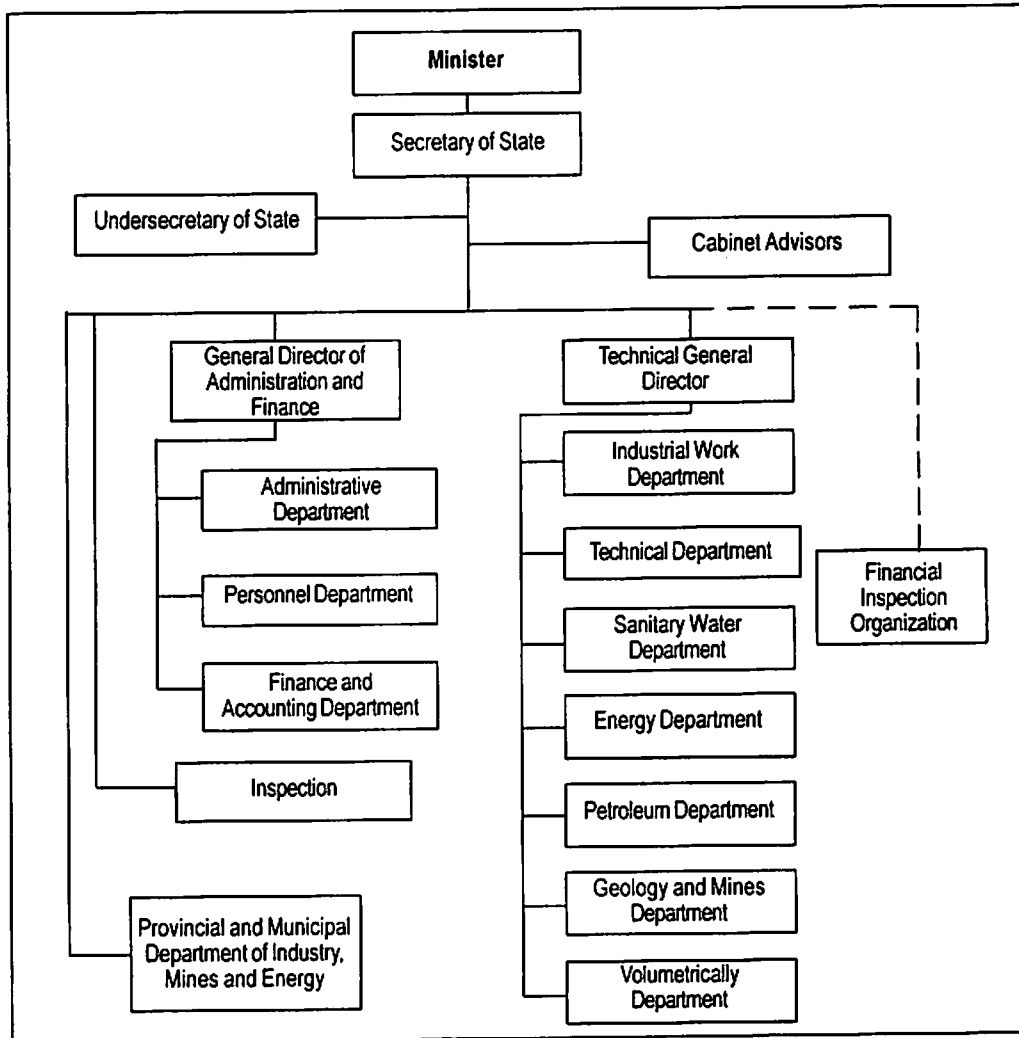 Minister
Secretary of State
Undersecretary of State
Cabinet Advisors
General Director of
Administration and
Finance
Technical General
Director
Administrative
Department
Personnel Department
Finance and
Accounting Department
Inspection
Provincial and Municipal
Department of Industry,
Mines and Energy
Industrial Work
Department
Technical Department
Sanitary Water
Department
Energy Department
Petroleum Department
Geology and Mines
Department
Volumetrically
Department
Financial
Inspection
Organization